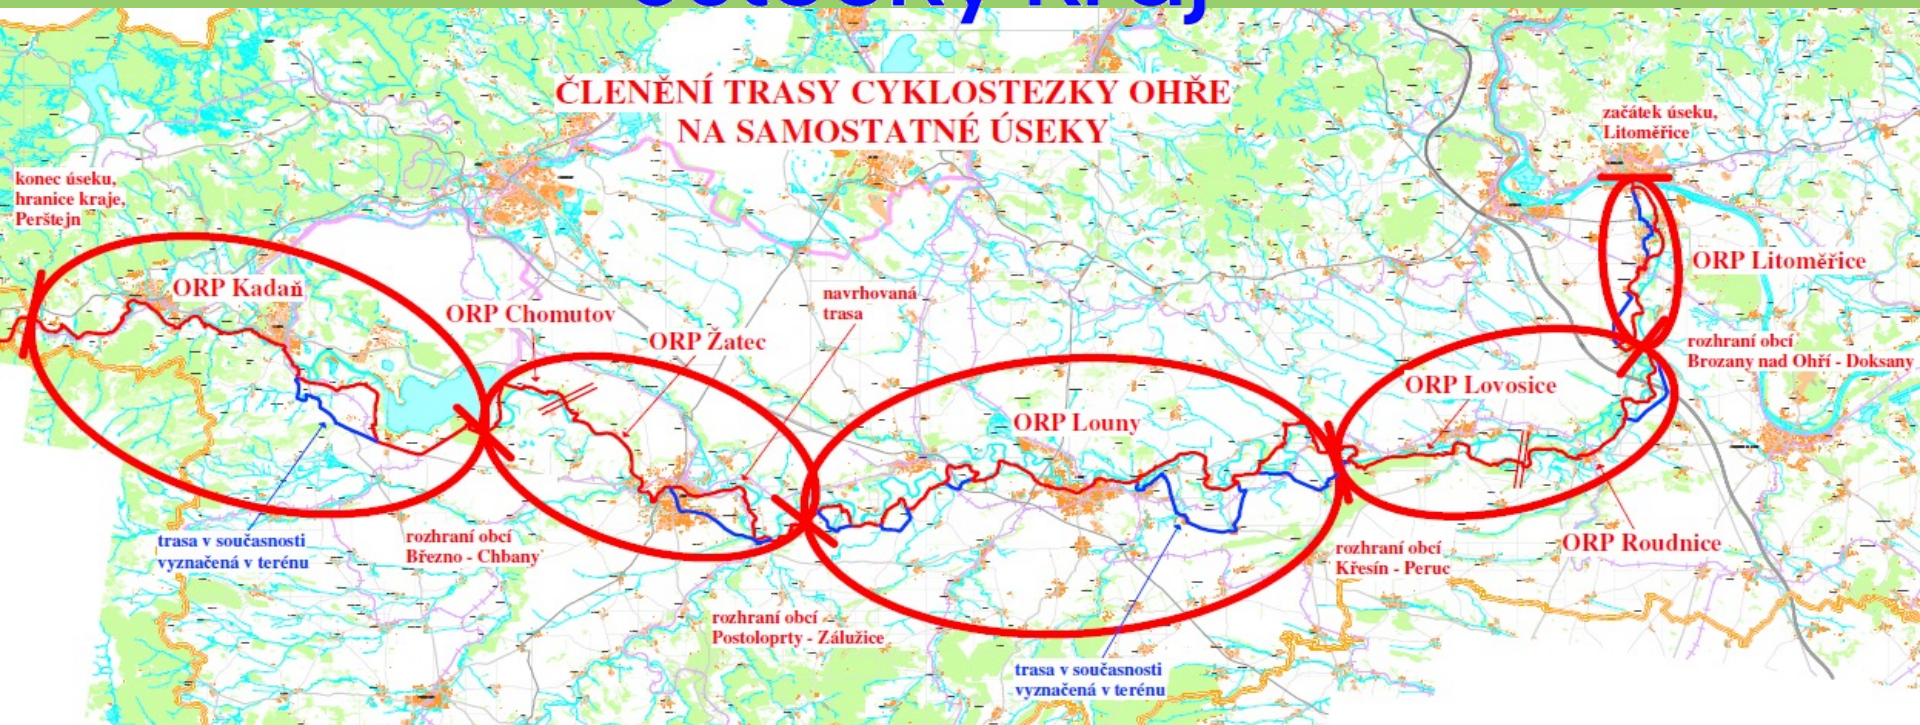 ČLENĚNÍ TRASY CYKLOSTEZKY OHŘE
NA SAMOSTATNÉ ÚSEKY
začátek úseku,
Litoměřice
konec úseku,
hranice kraje,
Perštejn
ORP Litoměřice
ORP Kadaň
navrhovaná
trasa
ORP Chomutov
ORP Žatec
rozhraní obcí
Brozany nad Ohří - Doksany
ORP Lovosice
ORP Louny
trasa v současnosti
vyznačená v terénu
rozhraní obcí
Březno - Chbany
rozhraní obcí
Křesín - Peruc
ORP Roudnice
rozhraní obcí
Postoloprty - Zálužice
trasa v současnosti
vyznačená v terénu